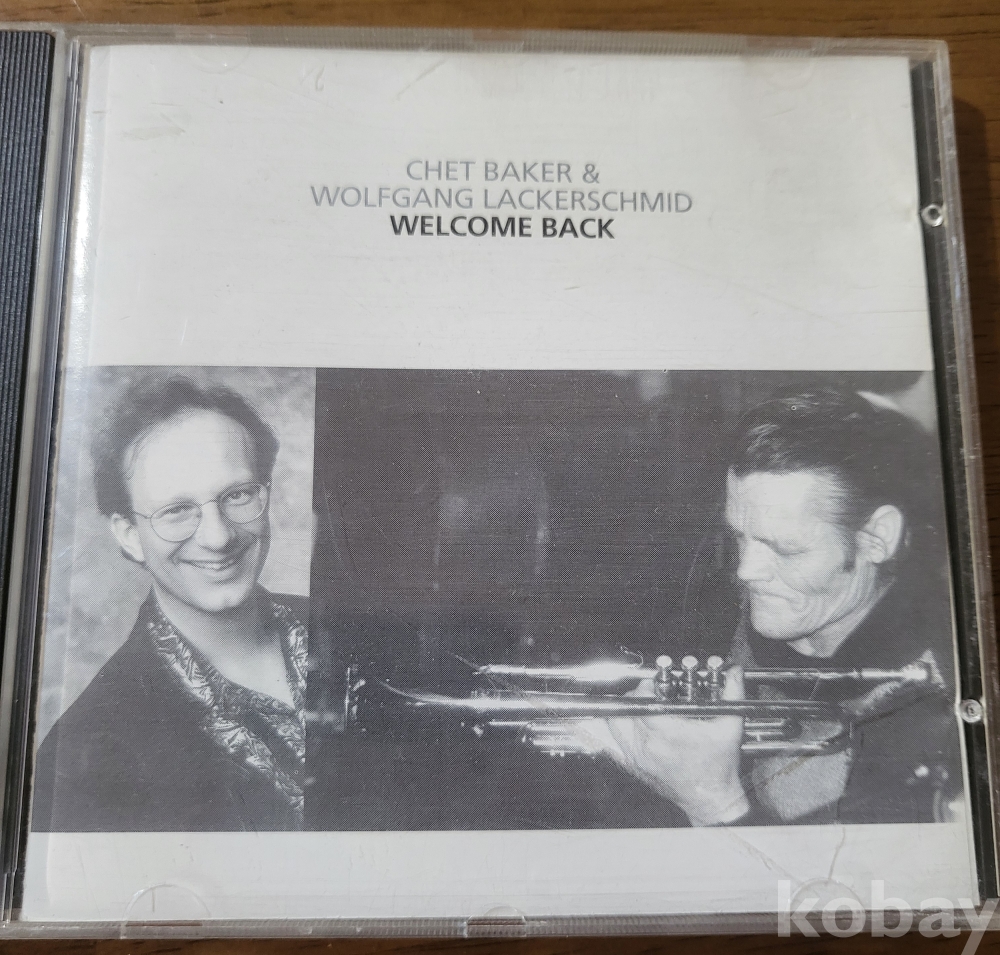 CHET BAKER &
WOLFGANG LACKERSCHMID
WELCOME BACK
kobay